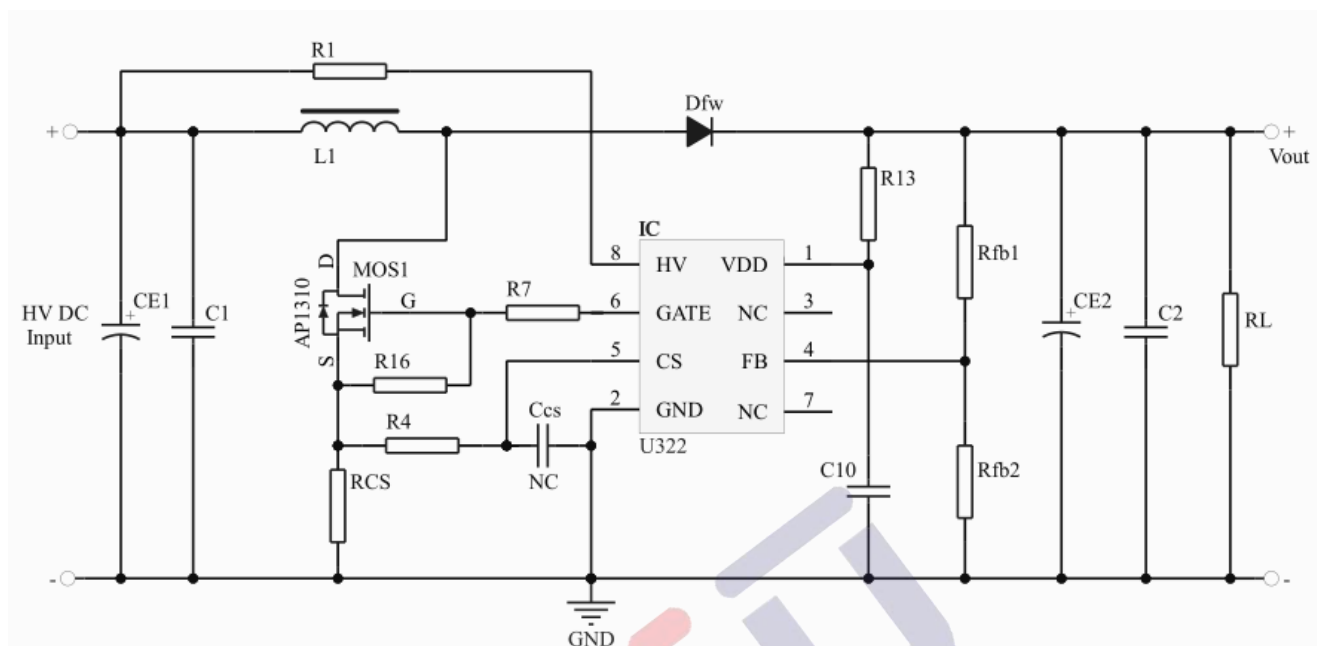 R1
Dfw
+
+
L1
Vout
R13
IC
D
8
HV
VDD
1
Rfb1
MOS1
AP1310
G
R7
6
GATE
NC
3
HV DC
Input
+
CE1
C1
+
CE2
C2
RL
S
R16
5
CS
FB
4
2
GND
NC
7
R4
Ccs
U322
RCS
NC
C10
Rfb2
-
-
GND